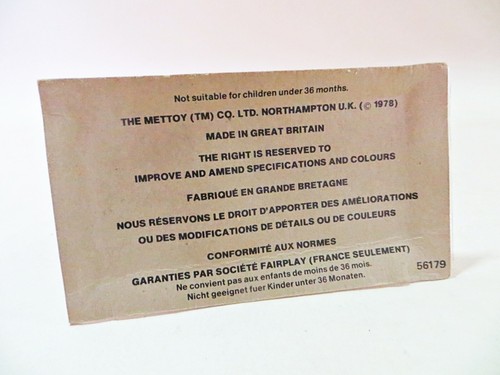 Not suitable for children under 36 months.
THE METTOY (TM) CO. LTD. NORTHAMPTON U.K. (© 1978)
MADE IN GREAT BRITAIN
THE RIGHT IS RESERVED TO
IMPROVE AND AMEND SPECIFICATIONS AND COLOURS
FABRIQUÉ EN GRANDE BRETAGNE
NOUS RÉSERVONS LE DROIT D'APPORTER DES AMÉLIORATIONS
OU DES MODIFICATIONS DE DÉTAILS OU DE COULEURS
CONFORMITÉ AUX NORMES
GARANTIES PAR SOCIÉTÉ FAIRPLAY (FRANCE SEULEMENT)
Ne convient pas aux enfants de moins de 36 mois.
Nicht geeignet fuer Kinder unter 36 Monaten.
56179